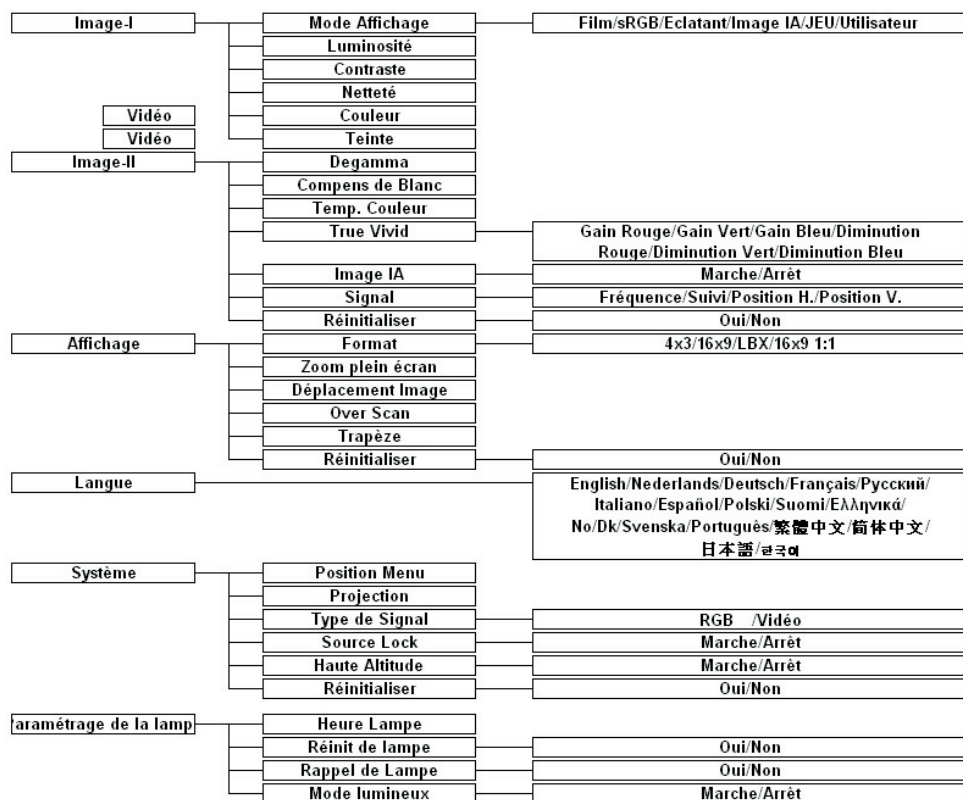 Image-I Mode Affichage Film/sRGB/Eclatant/Image IA/JEU/Utilisateur
Luminosité
Contraste
Netteté
Vidéo Couleur
Vidéo Teinte
Image-II Degamma
Compens de Blanc
Temp. Couleur
True Vivid Gain Rouge/Gain Vert/Gain Bleu/Diminution
Rouge/Diminution Vert/Diminution Bleu
Image IA Marche/Arrêt
Signal Fréquence/Suivi/Position H./Position V.
Réinitialiser Oui/Non
Affichage Format 4x3/16x9/LBX/16x9 1:1
Zoom plein écran
Déplacement Image
Over Scan
Trapèze
Réinitialiser Oui/Non
Langue English/Nederlands/Deutsch/Français/Русский/
Italiano/Español/Polski/Suomi/Ελληνικά/
No/Dk/Svenska/Português/繁體中文/简体中文/
日本語/한국어
Système Position Menu
Projection
Type de Signal RGB /Vidéo
Source Lock Marche/Arrêt
Haute Altitude Marche/Arrêt
Réinitialiser Oui/Non
aramétrage de la lamp Heure Lampe
Réinit de lampe Oui/Non
Rappel de Lampe Oui/Non
Mode lumineux Marche/Arrêt